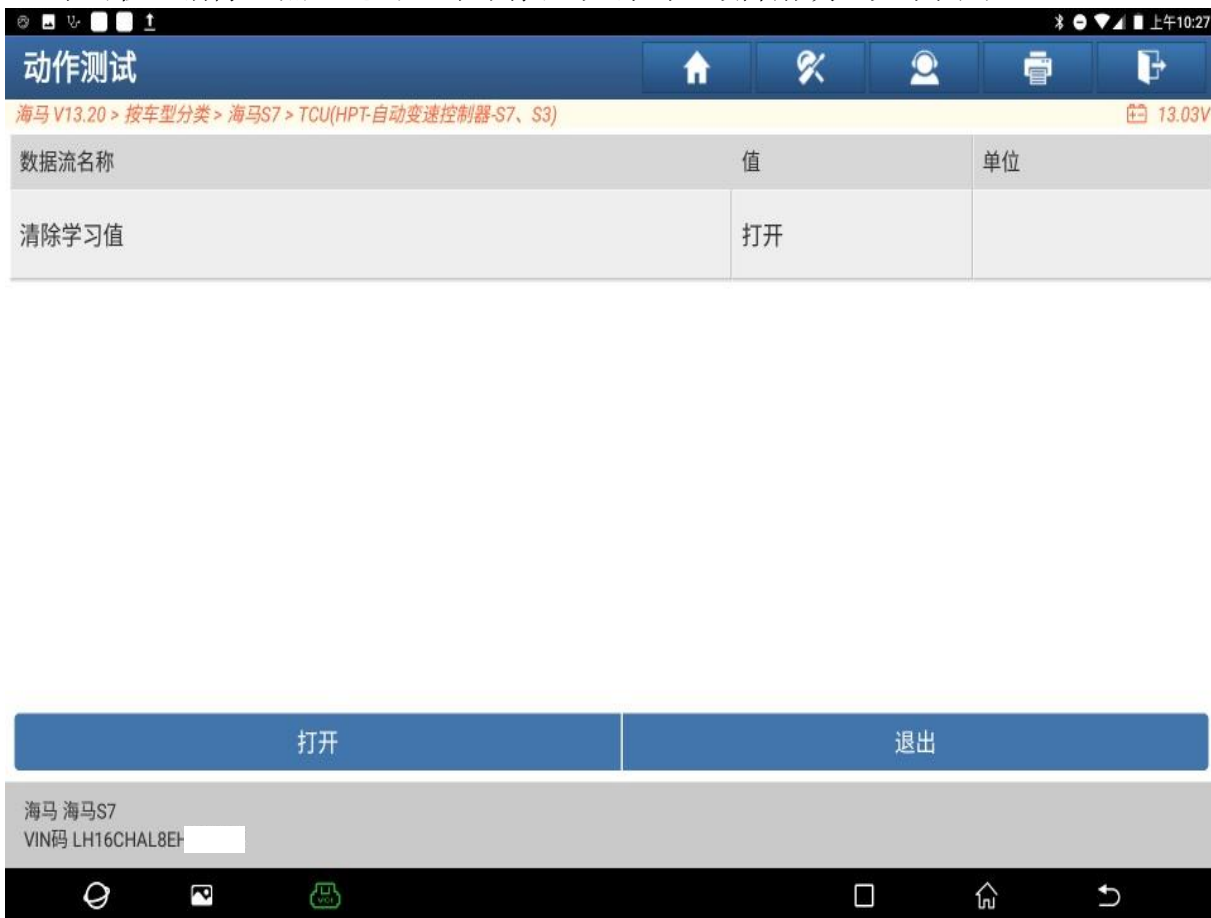 上午10:27
动作测试
海马 V13.20 > 按车型分类 > 海马S7 > TCU(HPT-自动变速控制器-S7、S3)
13.03V
数据流名称 值 单位
清除学习值 打开
打开 退出
海马 海马S7
VIN码 LH16CHAL8EH
VCI